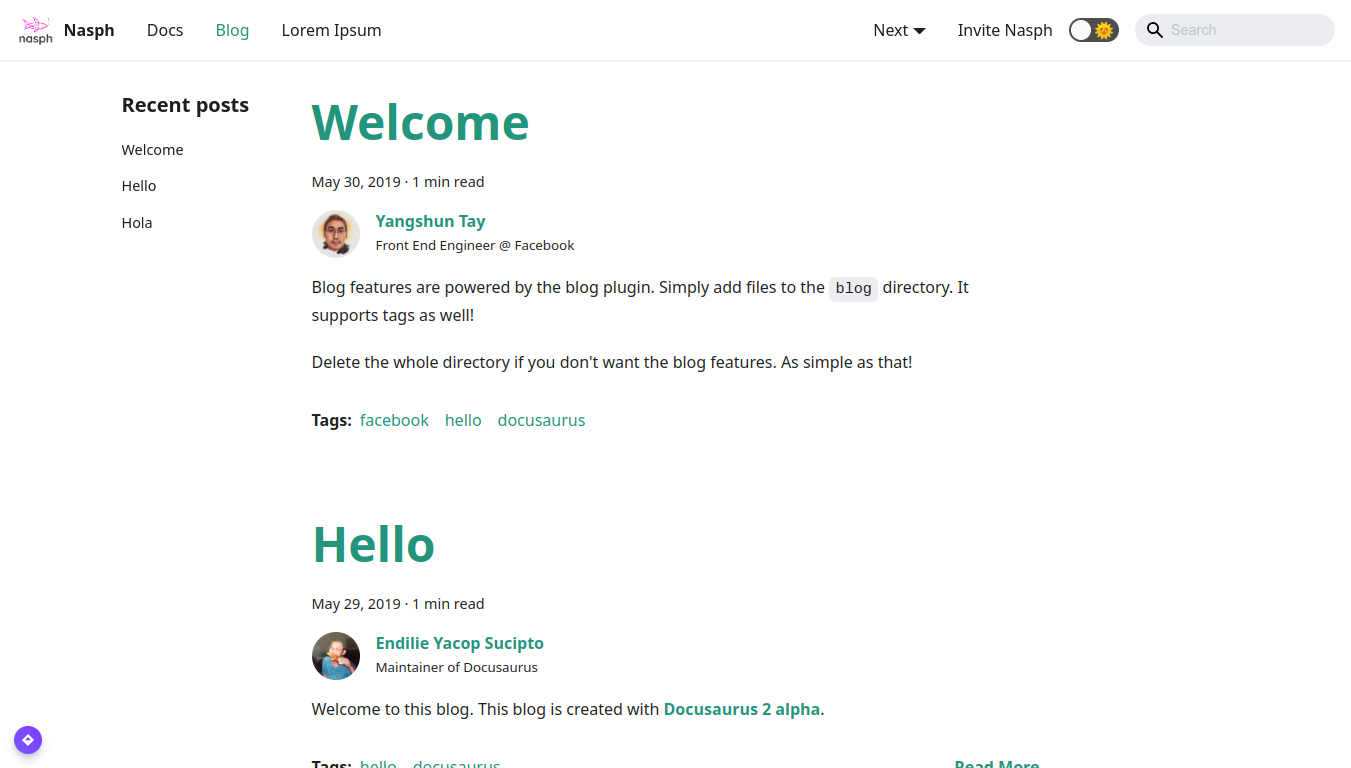 nasph
Nasph Docs Blog Lorem Ipsum Next Invite Nasph Search
Recent posts
Welcome
Hello
Hola
Welcome
May 30, 2019 · 1 min read
Yangshun Tay
Front End Engineer @ Facebook
Blog features are powered by the blog plugin. Simply add files to the blog directory. It
supports tags as well!
Delete the whole directory if you don't want the blog features. As simple as that!
Tags: facebook hello docusaurus
Hello
May 29, 2019 · 1 min read
Endilie Yacop Sucipto
Maintainer of Docusaurus
Welcome to this blog. This blog is created with Docusaurus 2 alpha.
Tags: hello docusaurus Read More